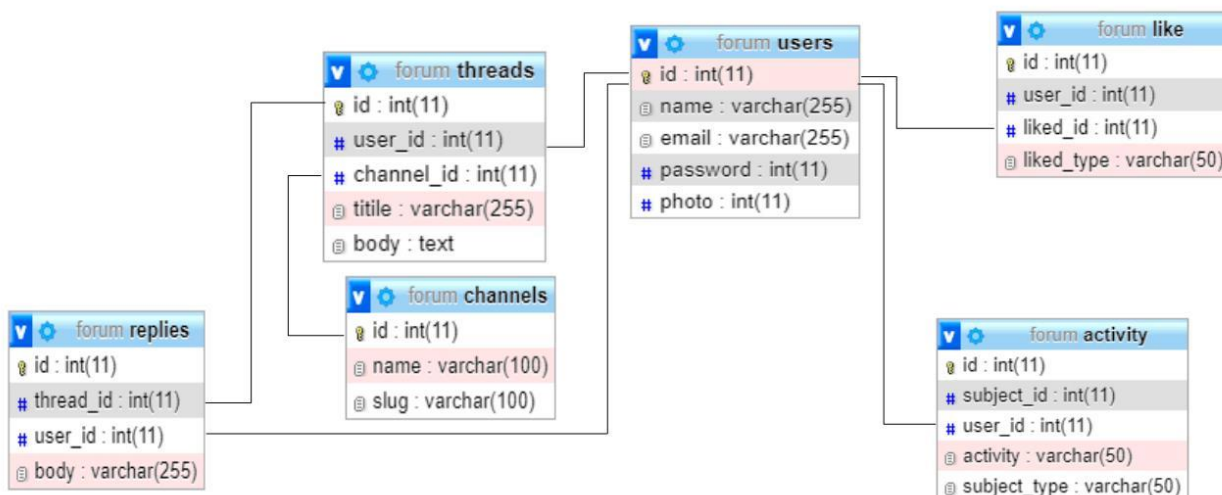 forum threads
id : int(11)
user_id : int(11)
channel_id : int(11)
titile : varchar(255)
body : text
forum users
id : int(11)
name : varchar(255)
email : varchar(255)
password : int(11)
photo : int(11)
forum like
id : int(11)
user_id : int(11)
liked_id : int(11)
liked_type : varchar(50)
forum replies
id : int(11)
thread_id : int(11)
user_id : int(11)
body : varchar(255)
forum channels
id : int(11)
name : varchar(100)
slug : varchar(100)
forum activity
id : int(11)
subject_id : int(11)
user_id : int(11)
activity : varchar(50)
subject_type : varchar(50)